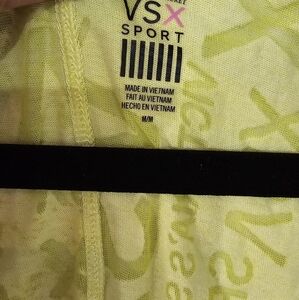 VSX
SPORT
MADE IN VIETNAM
FAIT AU VIETNAM
HECHO EN VIETNAM
M/M